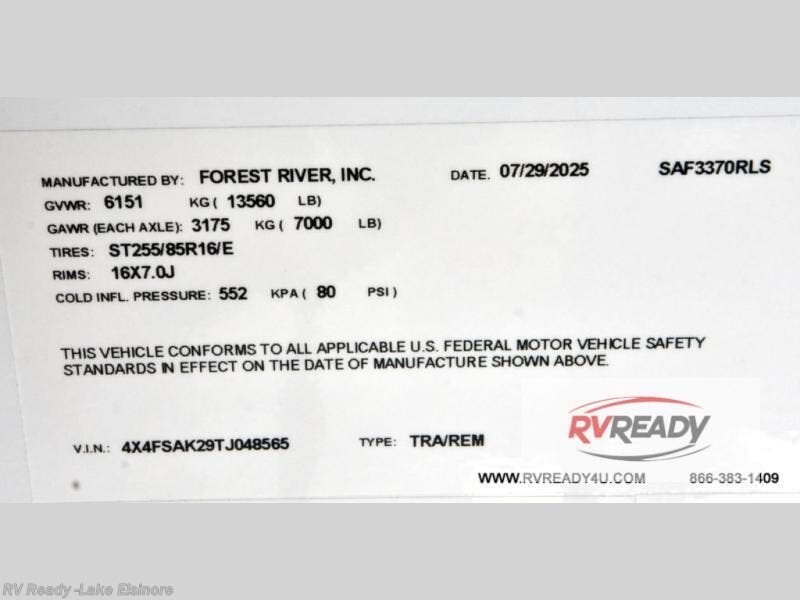 MANUFACTURED BY: FOREST RIVER, INC. DATE. 07/29/2025 SAF3370RLS
GVWR: 6151 KG ( 13560 LB)
GAWR (EACH AXLE): 3175 KG ( 7000 LB)
TIRES: ST255/85R16/E
RIMS: 16X7.0J
COLD INFL. PRESSURE: 552 KPA ( 80 PSI )
THIS VEHICLE CONFORMS TO ALL APPLICABLE U.S. FEDERAL MOTOR VEHICLE SAFETY
STANDARDS IN EFFECT ON THE DATE OF MANUFACTURE SHOWN ABOVE.
V.I.N.: 4X4FSAK29TJ048565 TYPE: TRA/REM
RVREADY
WWW.RVREADY4U.COM 866-383-1409
RV Ready -Lake Elsinore